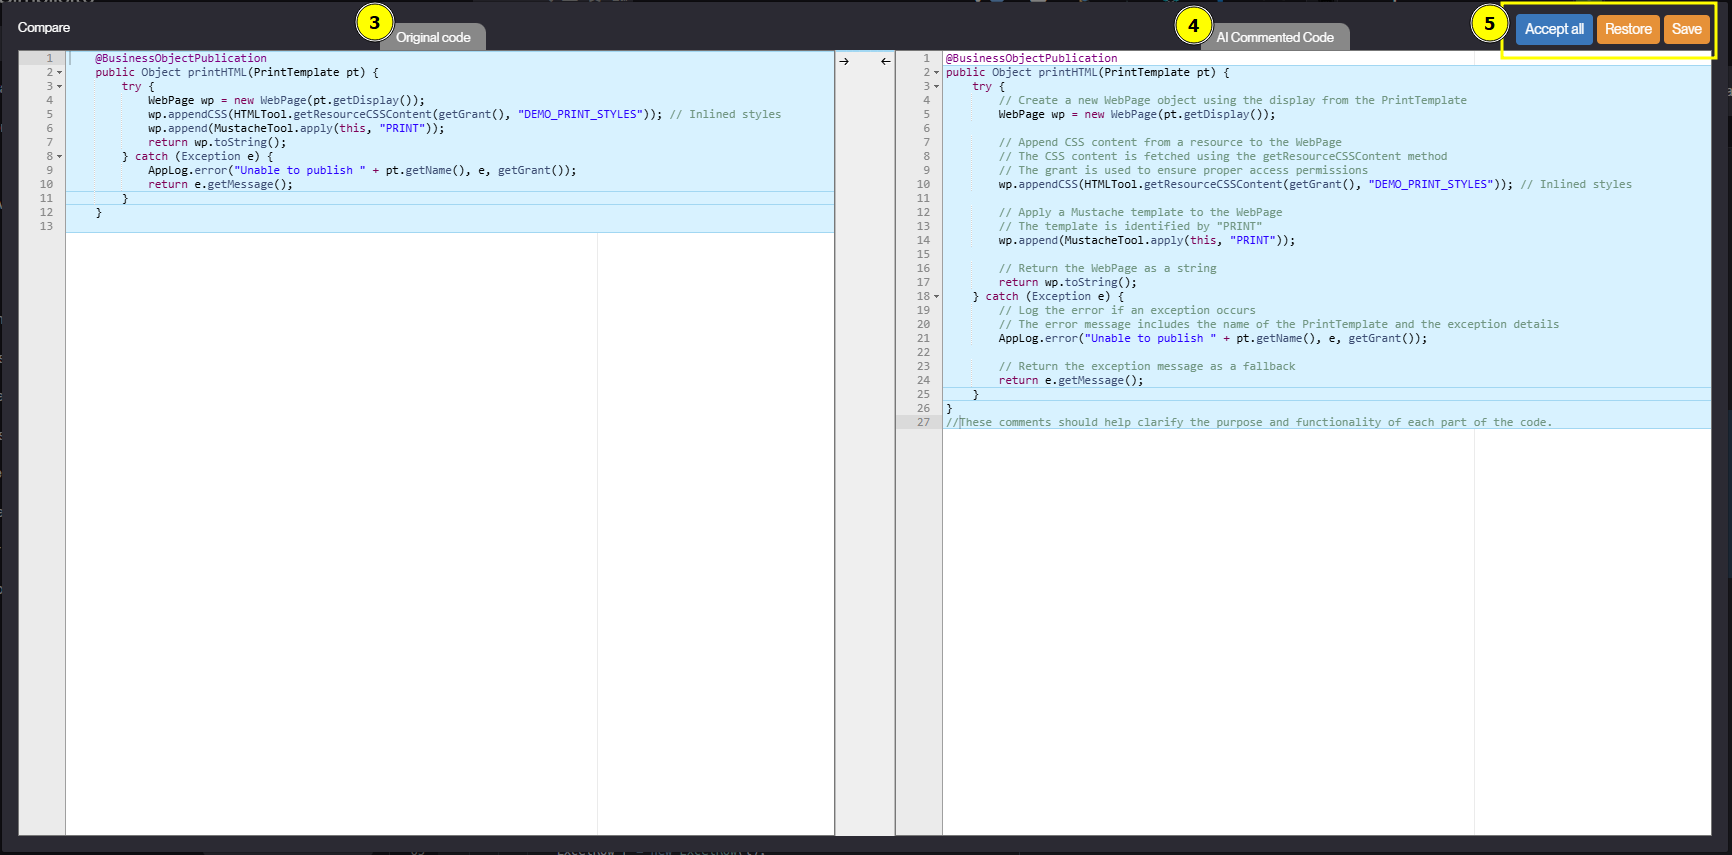 Compare
3
Original code
4
AI Commented Code
5
Accept all
Restore
Save
1 @BusinessObjectPublication
2 public Object printHTML(PrintTemplate pt) {
3 try {
4 WebPage wp = new WebPage(pt.getDisplay());
5 wp.appendCSS(HTMLTool.getResourceCSSContent(getGrant(), "DEMO_PRINT_STYLES")); // Inlined styles
6 wp.append(MustacheTool.apply(this, "PRINT"));
7 return wp.toString();
8 } catch (Exception e) {
9 AppLog.error("Unable to publish " + pt.getName(), e, getGrant());
10 return e.getMessage();
11 }
12 }
13
→ ←
1 @BusinessObjectPublication
2 public Object printHTML(PrintTemplate pt) {
3 try {
4 // Create a new WebPage object using the display from the PrintTemplate
5 WebPage wp = new WebPage(pt.getDisplay());
6
7 // Append CSS content from a resource to the WebPage
8 // The CSS content is fetched using the getResourceCSSContent method
9 // The grant is used to ensure proper access permissions
10 wp.appendCSS(HTMLTool.getResourceCSSContent(getGrant(), "DEMO_PRINT_STYLES")); // Inlined styles
11
12 // Apply a Mustache template to the WebPage
13 // The template is identified by "PRINT"
14 wp.append(MustacheTool.apply(this, "PRINT"));
15
16 // Return the WebPage as a string
17 return wp.toString();
18 } catch (Exception e) {
19 // Log the error if an exception occurs
20 // The error message includes the name of the PrintTemplate and the exception details
21 AppLog.error("Unable to publish " + pt.getName(), e, getGrant());
22
23 // Return the exception message as a fallback
24 return e.getMessage();
25 }
26 }
27 //These comments should help clarify the purpose and functionality of each part of the code.